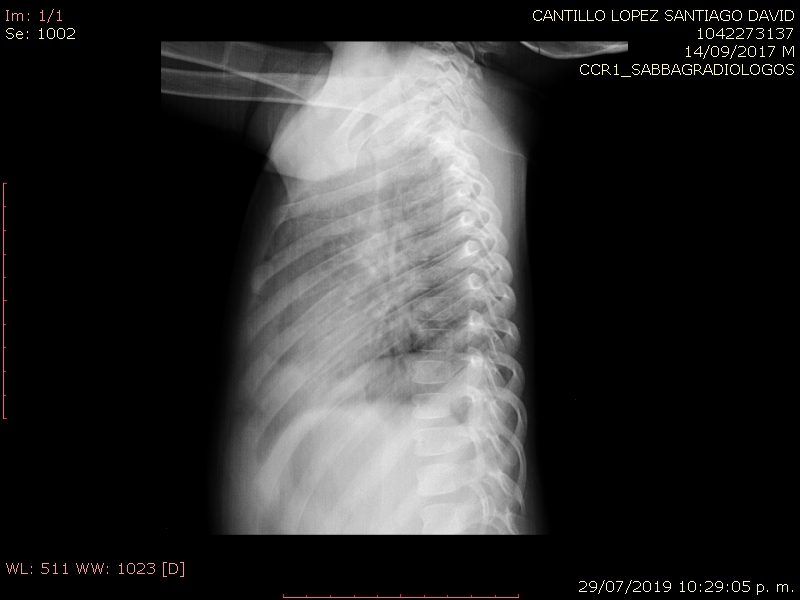 Im: 1/1
Se: 1002
CANTILLO LOPEZ SANTIAGO DAVID
1042273137
14/09/2017 M
CCR1_SABBAGRADIOLOGOS
WL: 511 WW: 1023 [D]
29/07/2019 10:29:05 p. m.